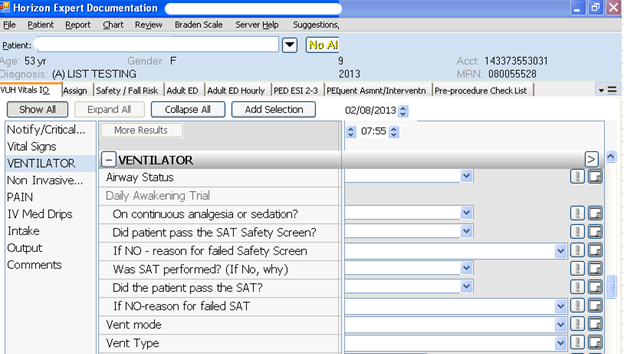 Horizon Expert Documentation
File Patient Report Chart Review Braden Scale Server Help Suggestions,
Patient: No Al
Age: 53 yr Gender: F 9 Acct: 143373553031
Diagnosis: (A) LIST TESTING 2013 MRN: 080055528
VUH Vitals IO Assign Safety / Fall Risk Adult ED Adult ED Hourly PED ESI 2-3 PEquent Asmnt/Interventn Pre-procedure Check List
Show All Expand All Collapse All Add Selection 02/08/2013
Notify/Critical... More Results 07:55
Vital Signs
VENTILATOR
Non Invasive...
PAIN
IV Med Drips
Intake
Output
Comments
VENTILATOR
Airway Status
Daily Awakening Trial
On continuous analgesia or sedation?
Did patient pass the SAT Safety Screen?
If NO - reason for failed Safety Screen
Was SAT performed? (If No, why)
Did the patient pass the SAT?
If NO-reason for failed SAT
Vent mode
Vent Type